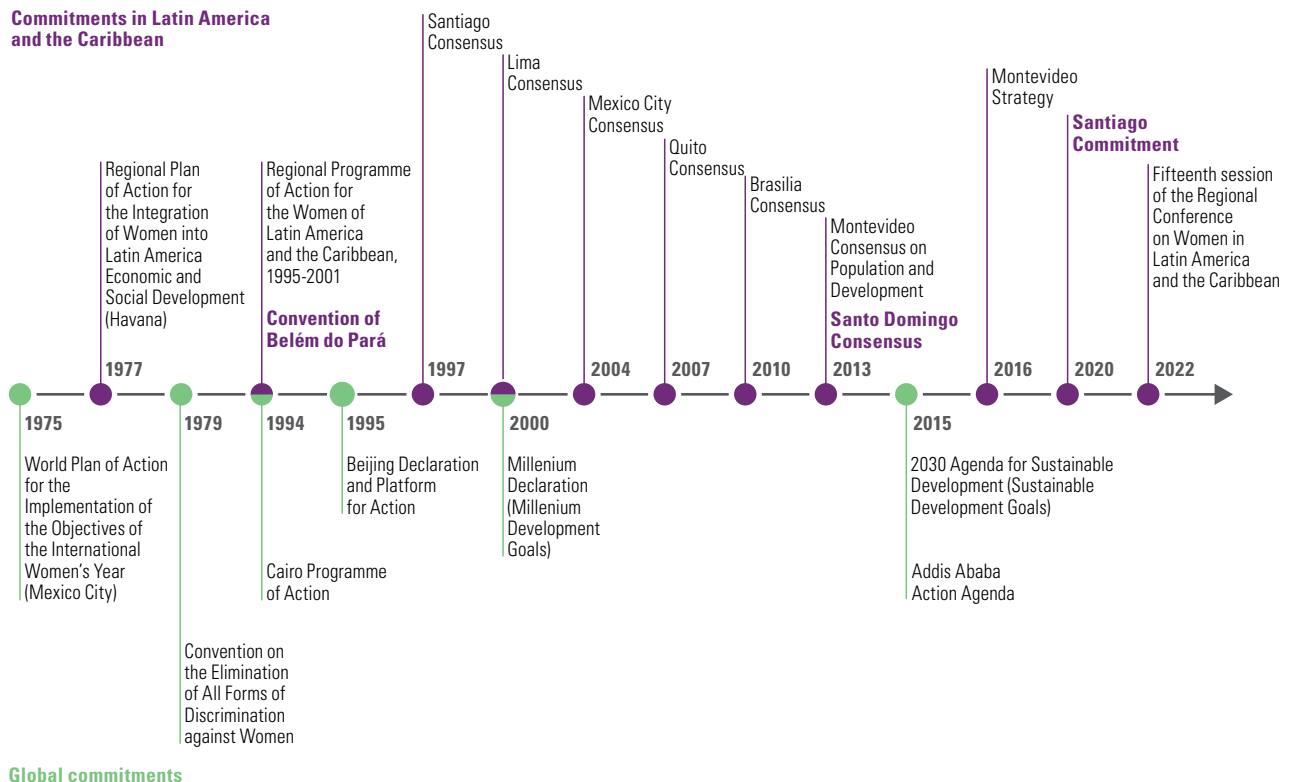 Commitments in Latin America
and the Caribbean
Santiago
Consensus
Lima
Consensus
Mexico City
Consensus
Quito
Consensus
Brasilia
Consensus
Montevideo
Strategy
Santiago
Commitment
Regional Plan
of Action for
the Integration
of Women into
Latin America
Economic and
Social Development
(Havana)
Regional Programme
of Action for
the Women of
Latin America
and the Caribbean,
1995-2001
Convention of
Belém do Pará
Montevideo
Consensus on
Population and
Development
Santo Domingo
Consensus
Fifteenth session
of the Regional
Conference
on Women in
Latin America
and the Caribbean
1977
1997
2004
2007
2010
2013
2016
2020
2022
1975
1979
1994
1995
2000
2015
World Plan of Action
for the
Implementation of
the Objectives of
the International
Women's Year
(Mexico City)
Convention on
the Elimination
of All Forms of
Discrimination
against Women
Cairo Programme
of Action
Beijing Declaration
and Platform
for Action
Millenium
Declaration
(Millenium
Development
Goals)
2030 Agenda for Sustainable
Development (Sustainable
Development Goals)
Addis Ababa
Action Agenda
Global commitments